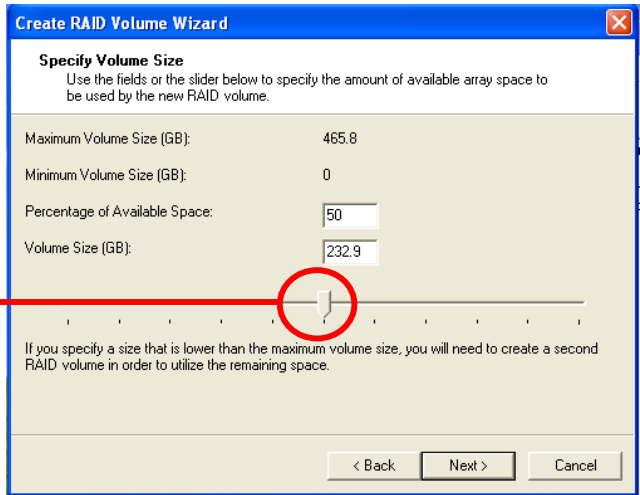 Create RAID Volume Wizard
Specify Volume Size
Use the fields or the slider below to specify the amount of available array space to
be used by the new RAID volume.
Maximum Volume Size (GB): 465.8
Minimum Volume Size (GB): 0
Percentage of Available Space: 50
Volume Size (GB): 232.9
If you specify a size that is lower than the maximum volume size, you will need to create a second
RAID volume in order to utilize the remaining space.
< Back Next > Cancel